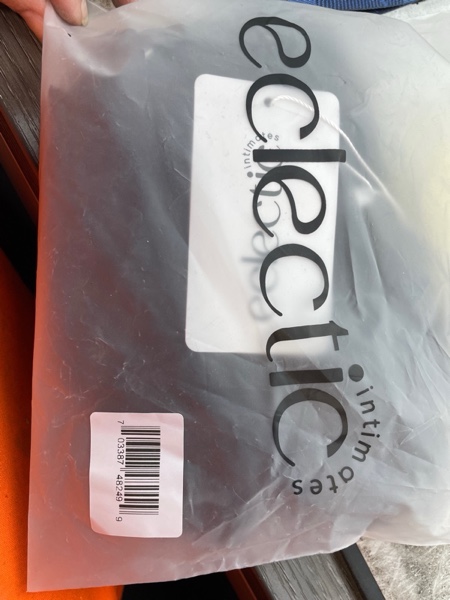 eclectic
intimates
intimates
eclectic
7 03387 48249 9